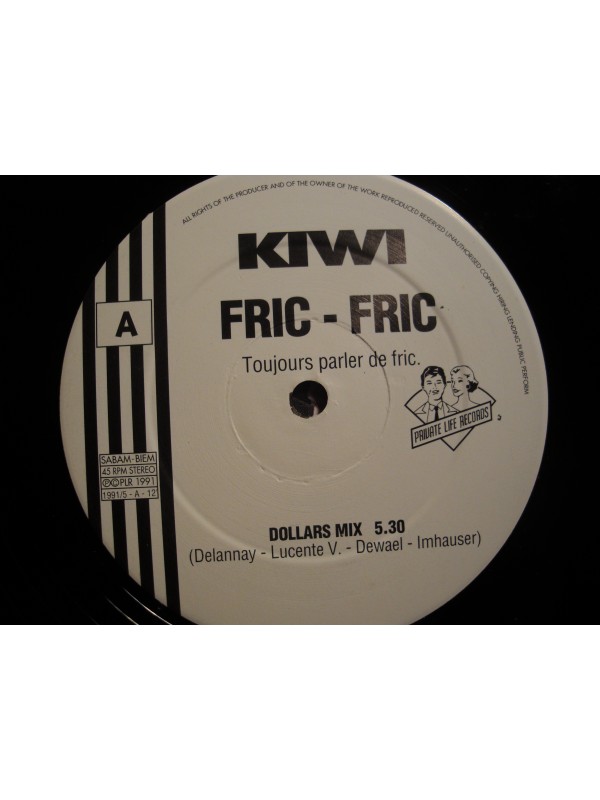 ALL RIGHTS OF THE PRODUCER AND OF THE OWNER OF THE WORK REPRODUCED RESERVED UNAUTHORISED COPYING HIRING LENDING PUBLIC PERFORM
KIWI
A
FRIC - FRIC
Toujours parler de fric.
PRIVATE LIFE RECORDS
SABAM-BIEM
45 RPM STEREO
℗©PLR 1991
1991/5 - A - 12'
DOLLARS MIX 5.30
(Delannay - Lucente V. - Dewael - Imhauser)